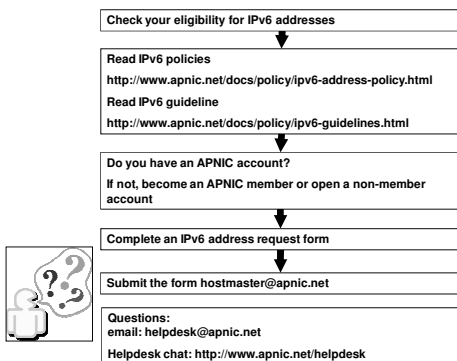 Check your eligibility for IPv6 addresses
Read IPv6 policies
http://www.apnic.net/docs/policy/ipv6-address-policy.html
Read IPv6 guideline
http://www.apnic.net/docs/policy/ipv6-guidelines.html
Do you have an APNIC account?
If not, become an APNIC member or open a non-member
account
Complete an IPv6 address request form
Submit the form hostmaster@apnic.net
? ? ?
Questions:
email: helpdesk@apnic.net
Helpdesk chat: http://www.apnic.net/helpdesk